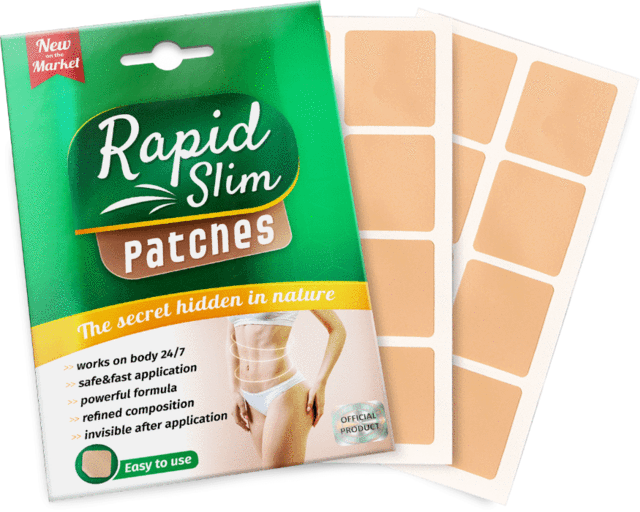 New
on the
Market
Rapid
Slim
Patches
The secret hidden in nature
>> works on body 24/7
>> safe&fast application
>> powerful formula
>> refined composition
>> invisible after application
OFFICIAL
PRODUCT
Easy to use